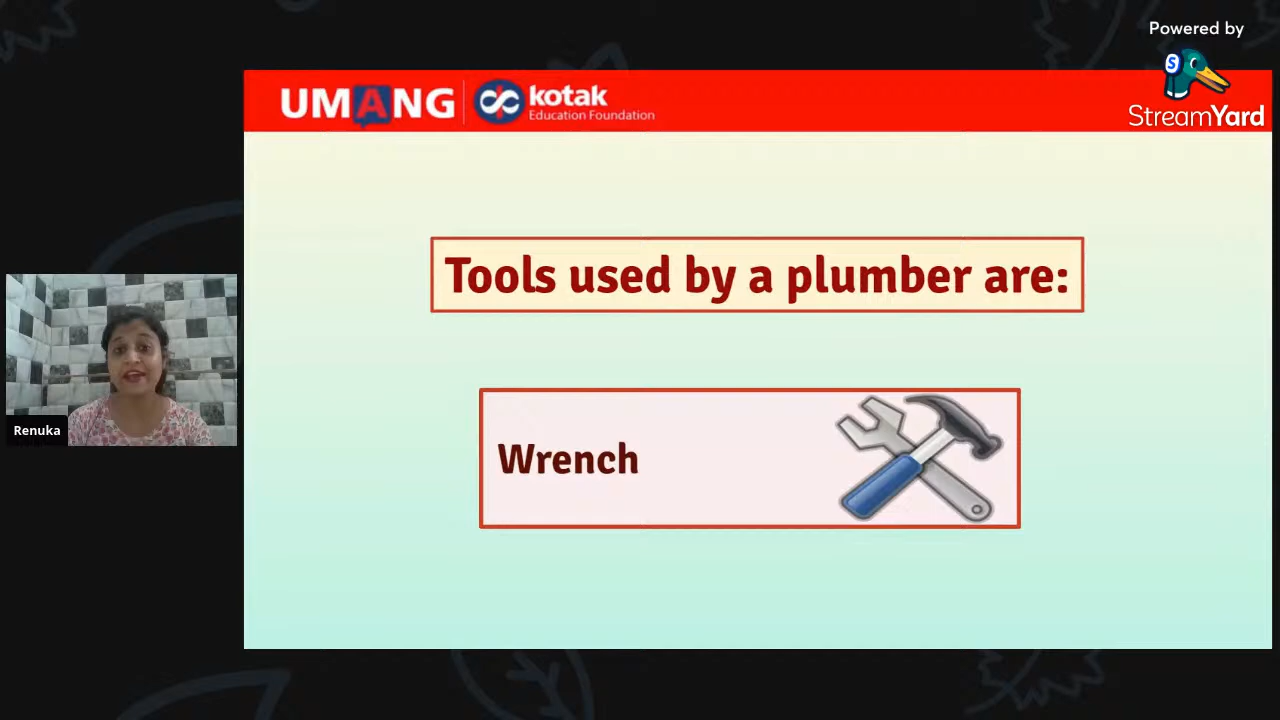 Powered by
StreamYard
UMANG
kotak
Education Foundation
Tools used by a plumber are:
Wrench
Renuka